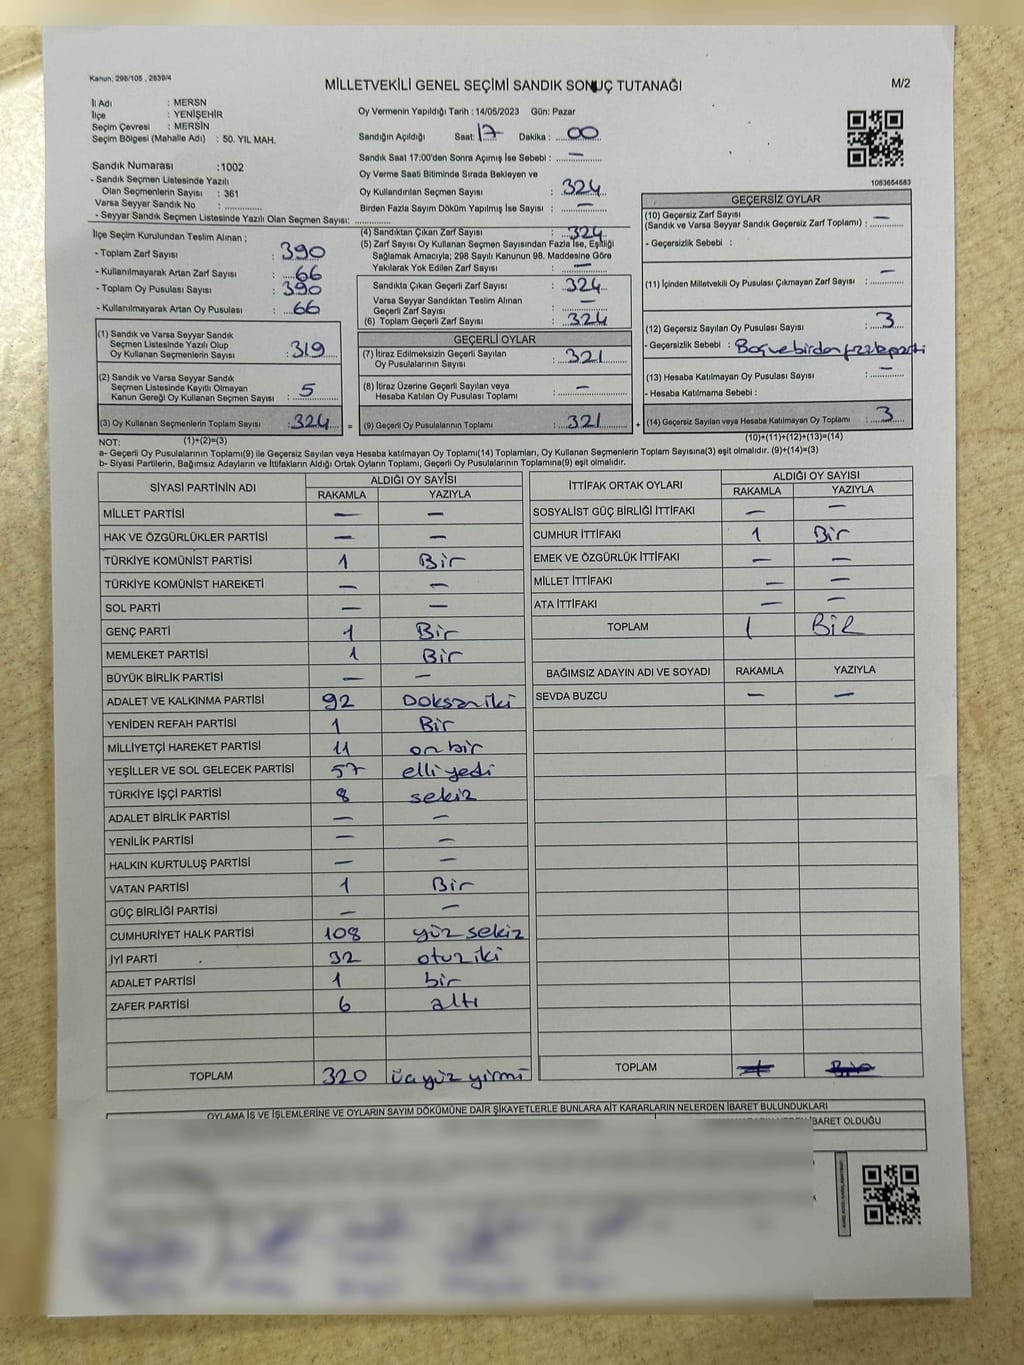 Kanun; 298/105 , 2839/4
MİLLETVEKİLİ GENEL SEÇİMİ SANDIK SONUÇ TUTANAĞI
M/2
İl Adı : MERSN
İlçe : YENİŞEHİR
Seçim Çevresi : MERSİN
Seçim Bölgesi (Mahalle Adı) : 50. YIL MAH.
Sandık Numarası :1002
- Sandık Seçmen Listesinde Yazılı
Olan Seçmenlerin Sayısı : 361
Varsa Seyyar Sandık No :
- Seyyar Sandık Seçmen Listesinde Yazılı Olan Seçmen Sayısı:
Oy Vermenin Yapıldığı Tarih : 14/05/2023 Gün: Pazar
Sandığın Açıldığı Saat: 17 Dakika : 00
Sandık Saat 17:00'den Sonra Açımış İse Sebebi : —
Oy Verme Saati Bitiminde Sırada Bekleyen ve
Oy Kullandırılan Seçmen Sayısı : 324
Birden Fazla Sayım Döküm Yapılmış İse Sayısı : —
1083654683
İlçe Seçim Kurulundan Teslim Alınan ;
- Toplam Zarf Sayısı : 390
- Kullanılmayarak Artan Zarf Sayısı : 66
- Toplam Oy Pusulası Sayısı : 390
- Kullanılmayarak Artan Oy Pusulası : 66
(4) Sandıktan Çıkan Zarf Sayısı : 324
(5) Zarf Sayısı Oy Kullanan Seçmen Sayısından Fazla İse, Eşitliği
Sağlamak Amacıyla; 298 Sayılı Kanunun 98. Maddesine Göre
Yakılarak Yok Edilen Zarf Sayısı : —
Sandıkta Çıkan Geçerli Zarf Sayısı : 324
Varsa Seyyar Sandıktan Teslim Alınan
Geçerli Zarf Sayısı : —
(6) Toplam Geçerli Zarf Sayısı : 324
GEÇERSİZ OYLAR
(10) Geçersiz Zarf Sayısı
(Sandık ve Varsa Seyyar Sandık Geçersiz Zarf Toplamı) : —
- Geçersizlik Sebebi :
(11) İçinden Milletvekili Oy Pusulası Çıkmayan Zarf Sayısı : —
(12) Geçersiz Sayılan Oy Pusulası Sayısı : 3
- Geçersizlik Sebebi : Boş ve birden fazla parti
(13) Hesaba Katılmayan Oy Pusulası Sayısı : —
- Hesaba Katılmama Sebebi :
(14) Geçersiz Sayılan veya Hesaba Katılmayan Oy Toplamı : 3
(10)+(11)+(12)+(13)=(14)
(1) Sandık ve Varsa Seyyar Sandık
Seçmen Listesinde Yazılı Olup
Oy Kullanan Seçmenlerin Sayısı : 319
(2) Sandık ve Varsa Seyyar Sandık
Seçmen Listesinde Kayıtlı Olmayan
Kanun Gereği Oy Kullanan Seçmen Sayısı : 5
(3) Oy Kullanan Seçmenlerin Toplam Sayısı : 324 =
GEÇERLİ OYLAR
(7) İtiraz Edilmeksizin Geçerli Sayılan
Oy Pusulalarının Sayısı : 321
(8) İtiraz Üzerine Geçerli Sayılan veya
Hesaba Katılan Oy Pusulası Toplamı : —
(9) Geçerli Oy Pusulalarının Toplamı : 321 +
NOT: (1)+(2)=(3)
a- Geçerli Oy Pusulalarının Toplamı(9) ile Geçersiz Sayılan veya Hesaba katılmayan Oy Toplamı(14) Toplamları, Oy Kullanan Seçmenlerin Toplam Sayısına(3) eşit olmalıdır. (9)+(14)=(3)
b- Siyasi Partilerin, Bağımsız Adayların ve İttifakların Aldığı Ortak Oyların Toplamı, Geçerli Oy Pusulalarının Toplamına(9) eşit olmalıdır.
SİYASİ PARTİNİN ADI ALDIĞI OY SAYISI
RAKAMLA YAZIYLA
MİLLET PARTİSİ — —
HAK VE ÖZGÜRLÜKLER PARTİSİ — —
TÜRKİYE KOMÜNİST PARTİSİ 1 Bir
TÜRKİYE KOMÜNİST HAREKETİ — —
SOL PARTİ — —
GENÇ PARTİ 1 Bir
MEMLEKET PARTİSİ 1 Bir
BÜYÜK BİRLİK PARTİSİ — —
ADALET VE KALKINMA PARTİSİ 92 Doksan iki
YENİDEN REFAH PARTİSİ 1 Bir
MİLLİYETÇİ HAREKET PARTİSİ 11 on bir
YEŞİLLER VE SOL GELECEK PARTİSİ 57 elli yedi
TÜRKİYE İŞÇİ PARTİSİ 8 sekiz
ADALET BİRLİK PARTİSİ — —
YENİLİK PARTİSİ — —
HALKIN KURTULUŞ PARTİSİ — —
VATAN PARTİSİ 1 Bir
GÜÇ BİRLİĞİ PARTİSİ — —
CUMHURİYET HALK PARTİSİ 108 yüz sekiz
İYİ PARTİ 32 otuz iki
ADALET PARTİSİ 1 bir
ZAFER PARTİSİ 6 altı
TOPLAM 320 üç yüz yirmi
İTTİFAK ORTAK OYLARI ALDIĞI OY SAYISI
RAKAMLA YAZIYLA
SOSYALİST GÜÇ BİRLİĞİ İTTİFAKI — —
CUMHUR İTTİFAKI 1 Bir
EMEK VE ÖZGÜRLÜK İTTİFAKI — —
MİLLET İTTİFAKI — —
ATA İTTİFAKI — —
TOPLAM 1 BİR
BAĞIMSIZ ADAYIN ADI VE SOYADI RAKAMLA YAZIYLA
SEVDA BUZCU — —
TOPLAM
OYLAMA İŞ VE İŞLEMLERİNE VE OYLARIN SAYIM DÖKÜMÜNE DAİR ŞİKAYETLERLE BUNLARA AİT KARARLARIN NELERDEN İBARET BULUNDUKLARI
İBARET OLDUĞU